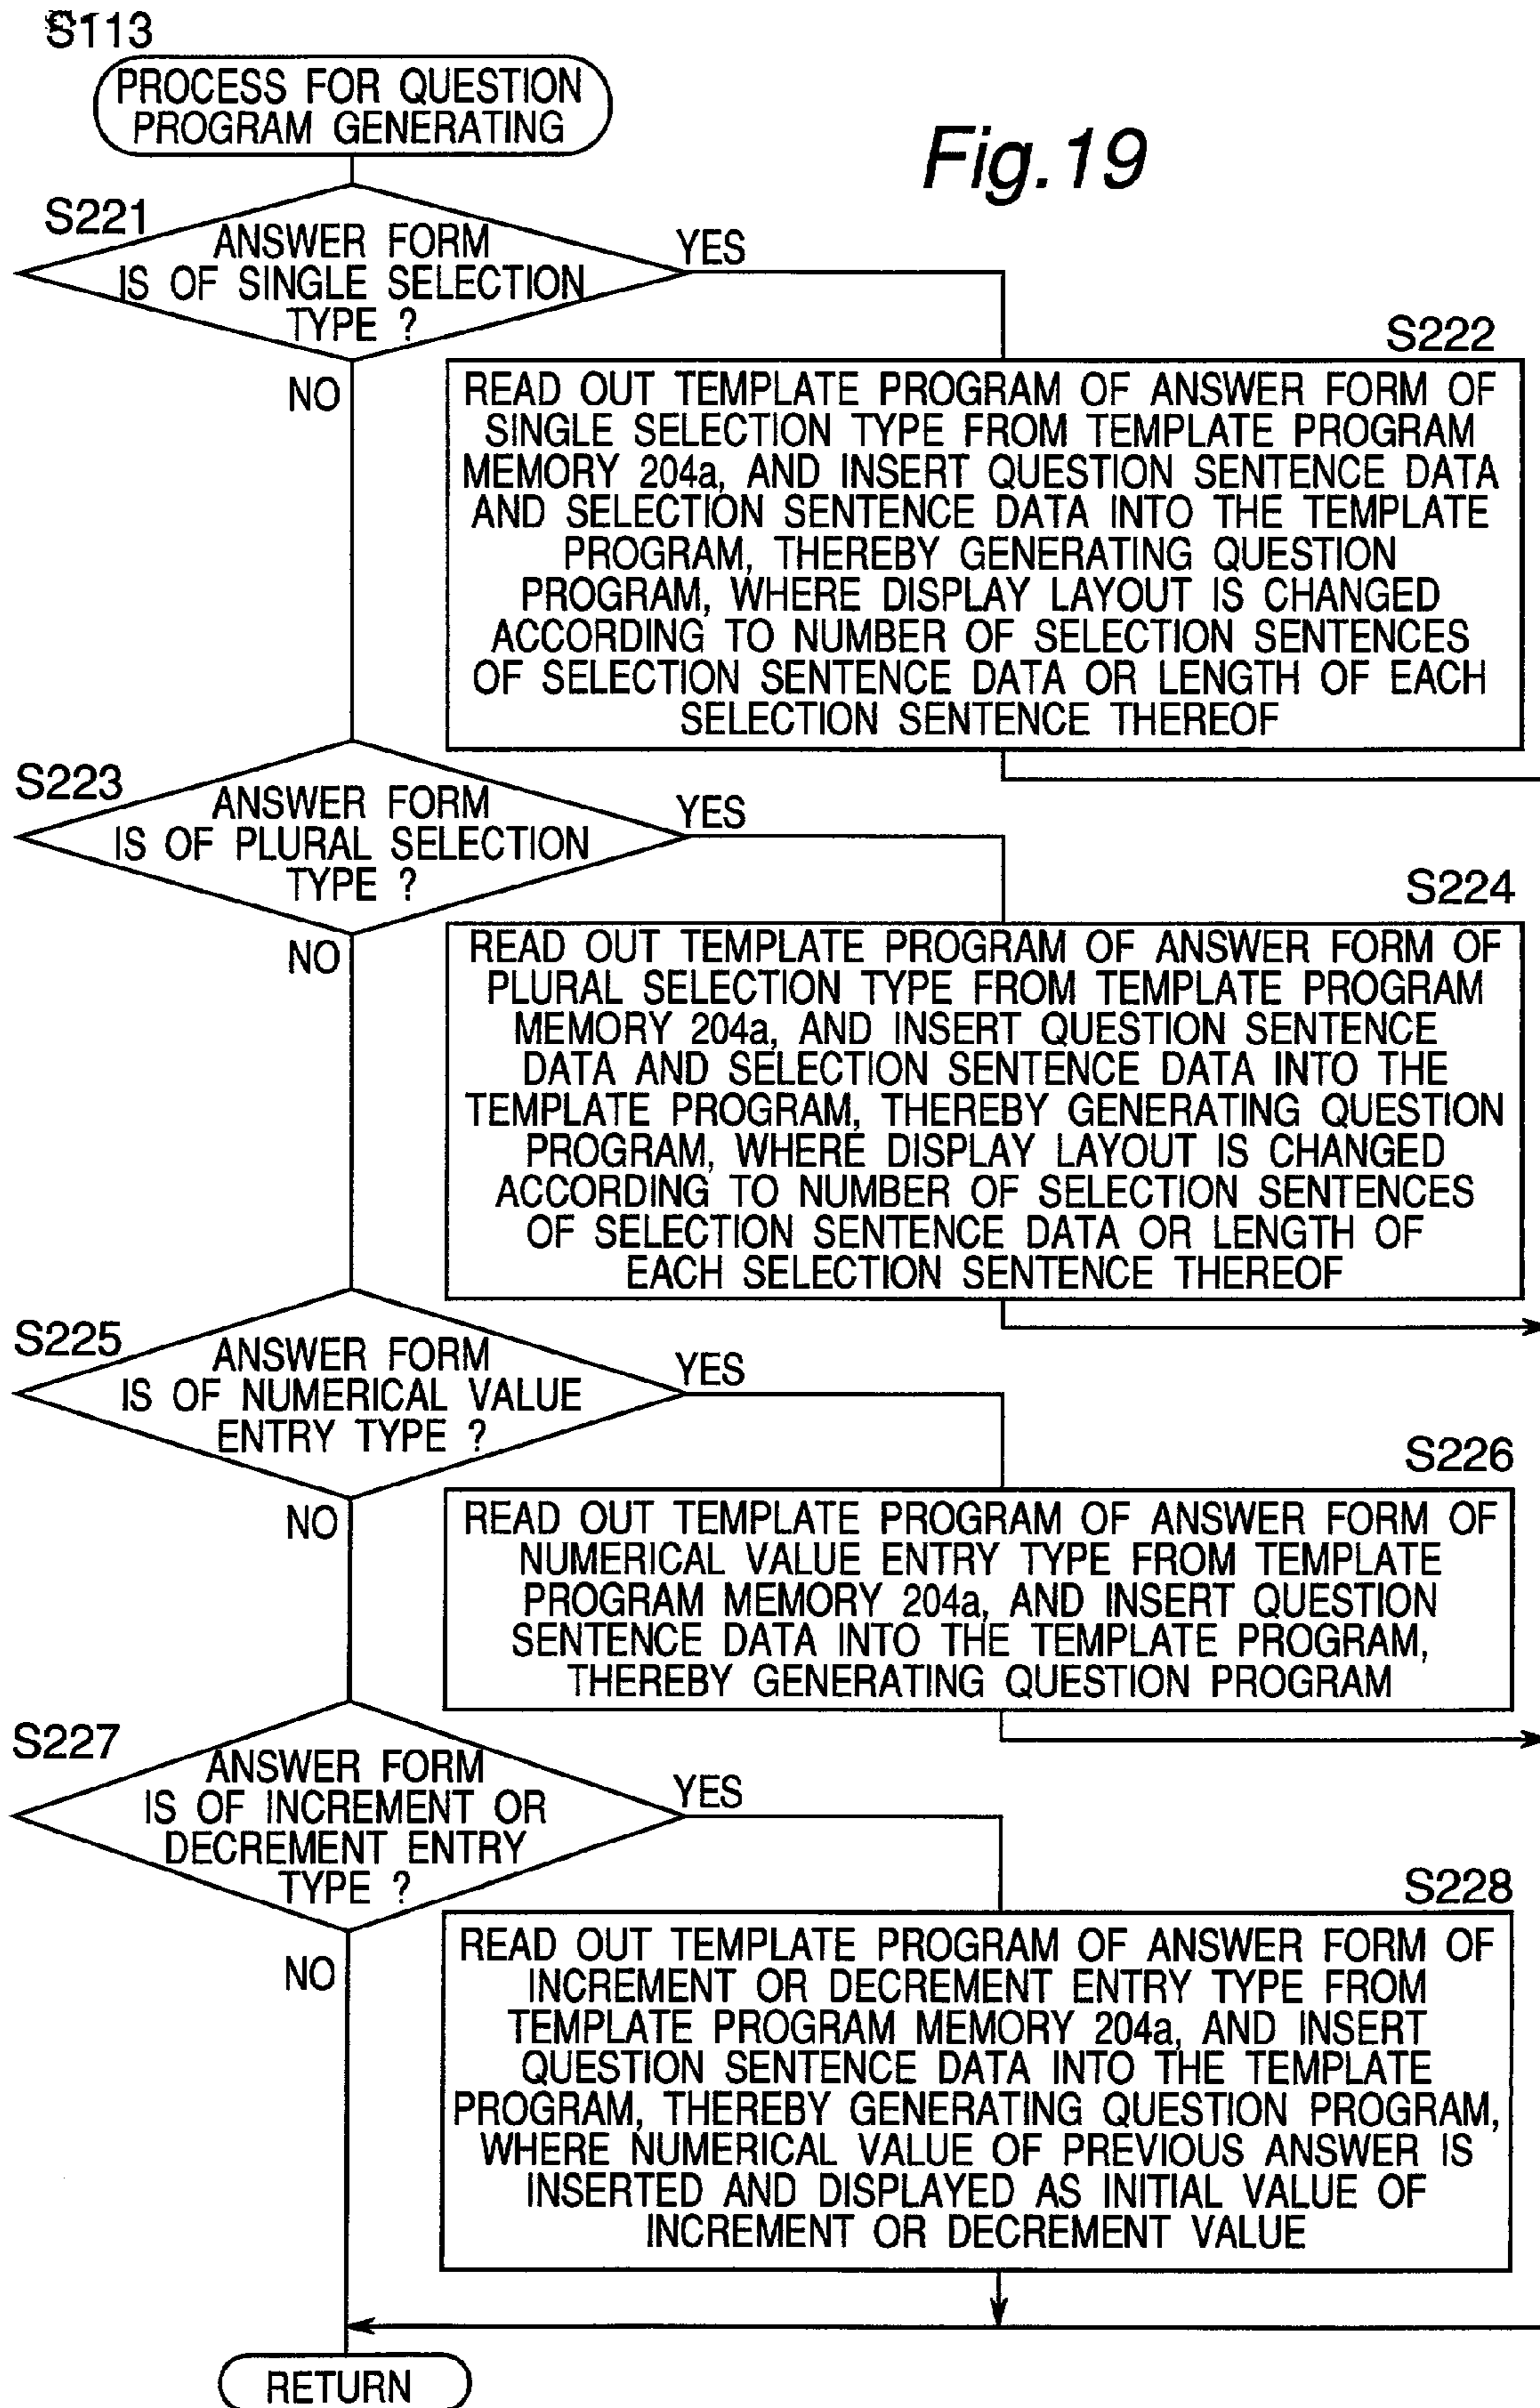 S113
PROCESS FOR QUESTION
PROGRAM GENERATING
Fig.19
S221
ANSWER FORM
IS OF SINGLE SELECTION
TYPE ?
YES
NO
S222
READ OUT TEMPLATE PROGRAM OF ANSWER FORM OF
SINGLE SELECTION TYPE FROM TEMPLATE PROGRAM
MEMORY 204a, AND INSERT QUESTION SENTENCE DATA
AND SELECTION SENTENCE DATA INTO THE TEMPLATE
PROGRAM, THEREBY GENERATING QUESTION
PROGRAM, WHERE DISPLAY LAYOUT IS CHANGED
ACCORDING TO NUMBER OF SELECTION SENTENCES
OF SELECTION SENTENCE DATA OR LENGTH OF EACH
SELECTION SENTENCE THEREOF
S223
ANSWER FORM
IS OF PLURAL SELECTION
TYPE ?
YES
NO
S224
READ OUT TEMPLATE PROGRAM OF ANSWER FORM OF
PLURAL SELECTION TYPE FROM TEMPLATE PROGRAM
MEMORY 204a, AND INSERT QUESTION SENTENCE
DATA AND SELECTION SENTENCE DATA INTO THE
TEMPLATE PROGRAM, THEREBY GENERATING QUESTION
PROGRAM, WHERE DISPLAY LAYOUT IS CHANGED
ACCORDING TO NUMBER OF SELECTION SENTENCES
OF SELECTION SENTENCE DATA OR LENGTH OF
EACH SELECTION SENTENCE THEREOF
S225
ANSWER FORM
IS OF NUMERICAL VALUE
ENTRY TYPE ?
YES
NO
S226
READ OUT TEMPLATE PROGRAM OF ANSWER FORM OF
NUMERICAL VALUE ENTRY TYPE FROM TEMPLATE
PROGRAM MEMORY 204a, AND INSERT QUESTION
SENTENCE DATA INTO THE TEMPLATE PROGRAM,
THEREBY GENERATING QUESTION PROGRAM
S227
ANSWER FORM
IS OF INCREMENT OR
DECREMENT ENTRY
TYPE ?
YES
NO
S228
READ OUT TEMPLATE PROGRAM OF ANSWER FORM OF
INCREMENT OR DECREMENT ENTRY TYPE FROM
TEMPLATE PROGRAM MEMORY 204a, AND INSERT
QUESTION SENTENCE DATA INTO THE TEMPLATE
PROGRAM, THEREBY GENERATING QUESTION PROGRAM,
WHERE NUMERICAL VALUE OF PREVIOUS ANSWER IS
INSERTED AND DISPLAYED AS INITIAL VALUE OF
INCREMENT OR DECREMENT VALUE
RETURN